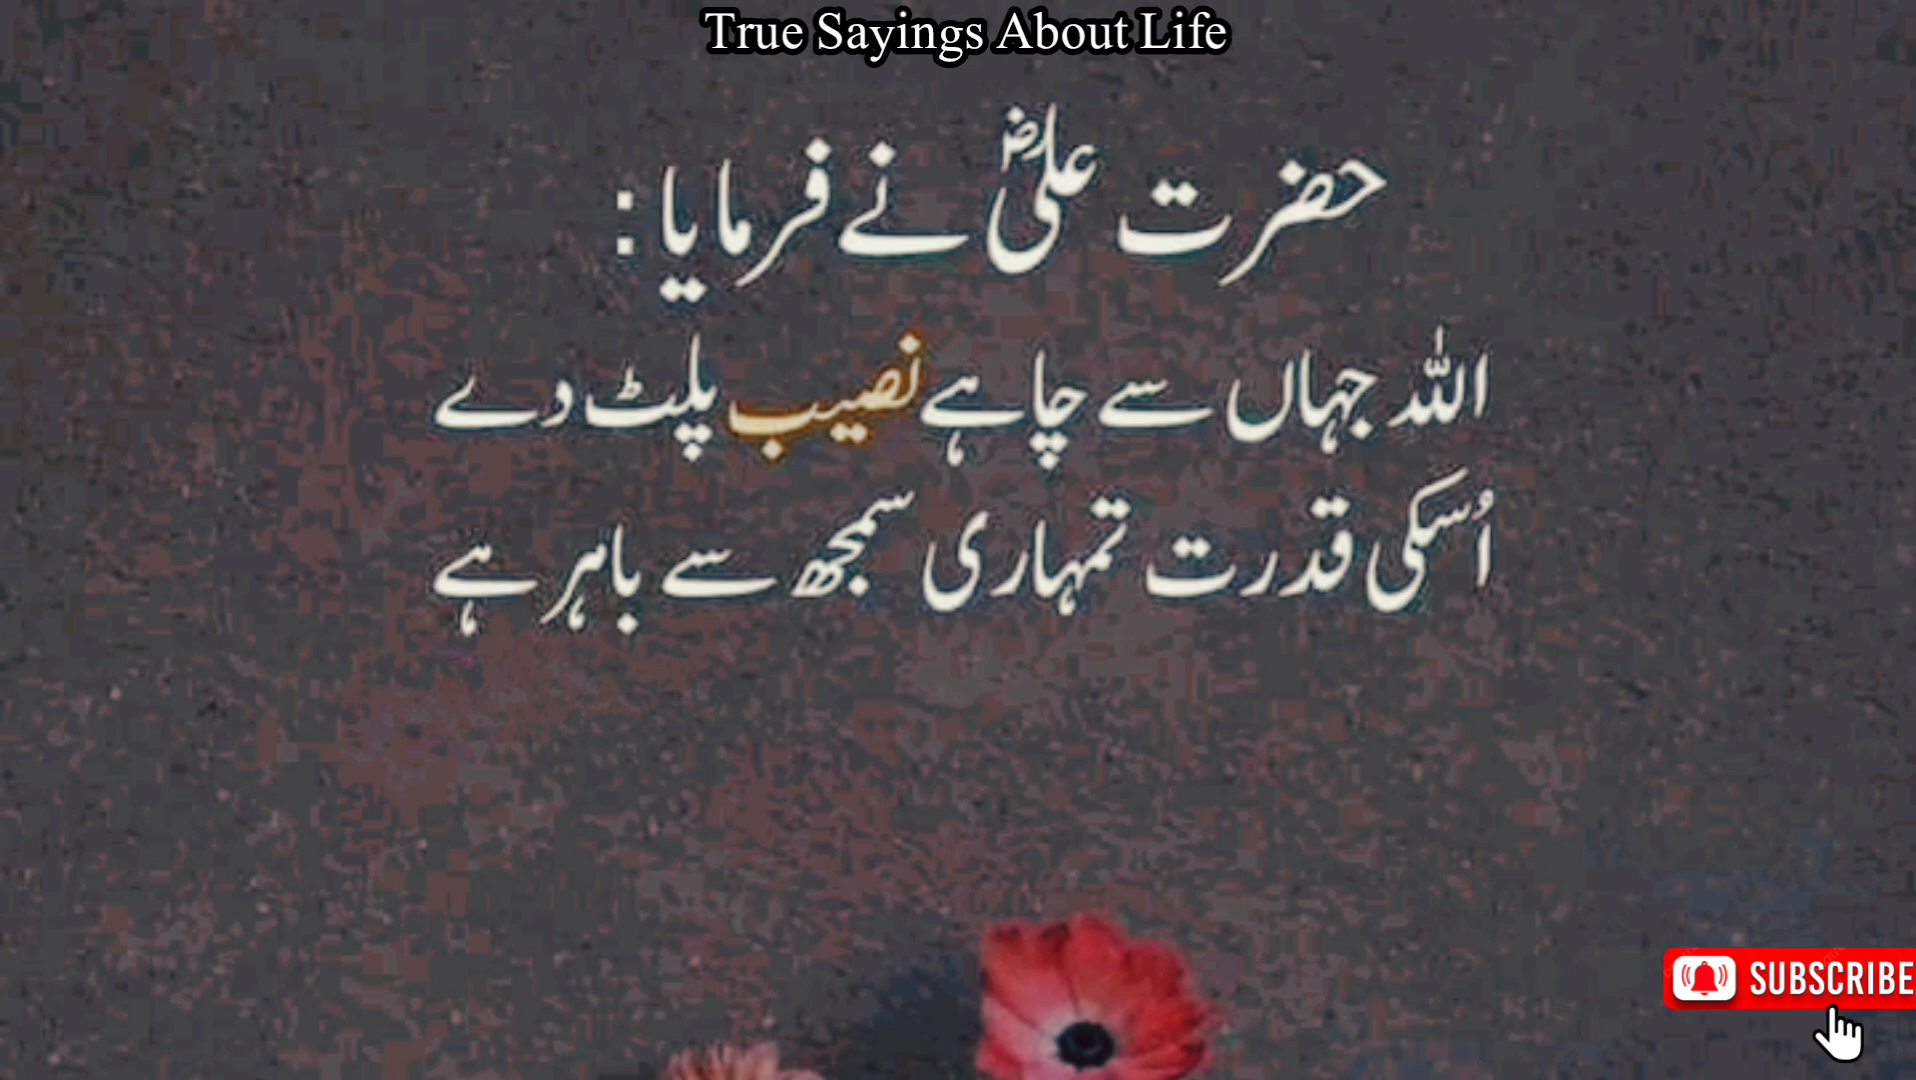 True Sayings About Life
حضرت علیؓ نے فرمایا :
اللہ جہاں سے چاہے نصیب پلٹ دے
اُسکی قدرت تمہاری سمجھ سے باہر ہے
SUBSCRIBE